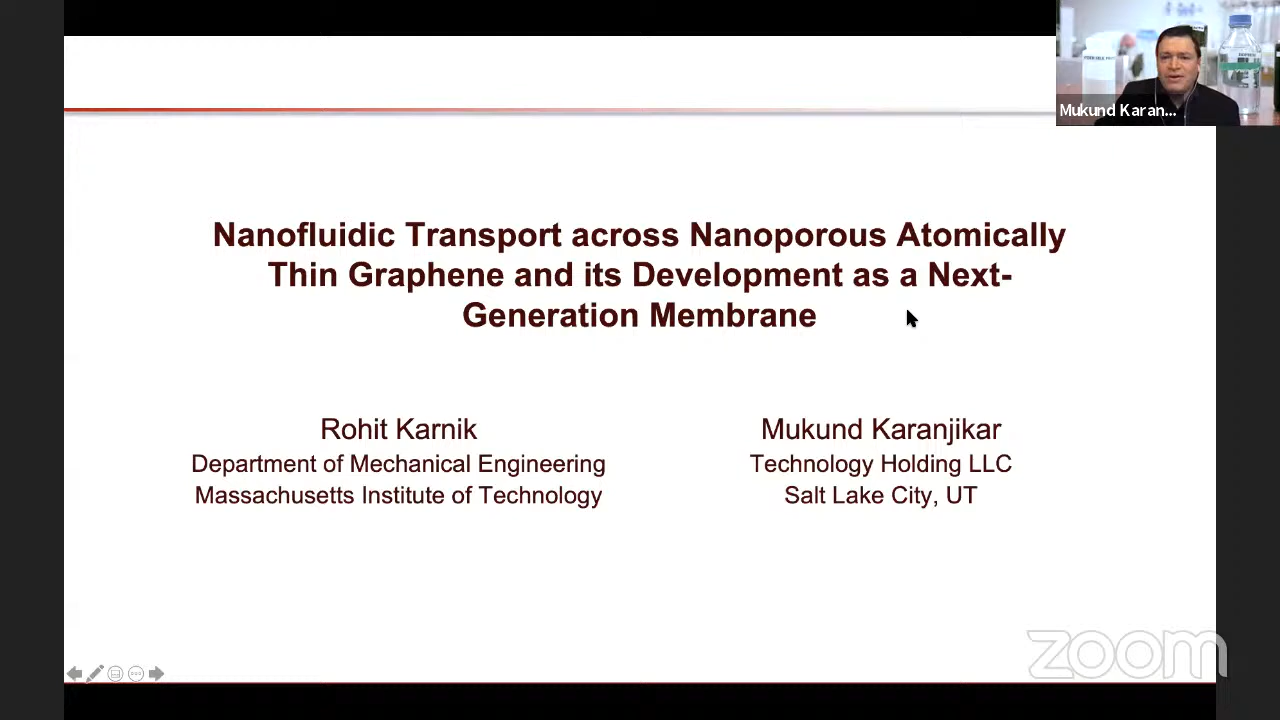 Mukund Karan...
Nanofluidic Transport across Nanoporous Atomically
Thin Graphene and its Development as a Next-
Generation Membrane
Rohit Karnik
Department of Mechanical Engineering
Massachusetts Institute of Technology
Mukund Karanjikar
Technology Holding LLC
Salt Lake City, UT
zoom